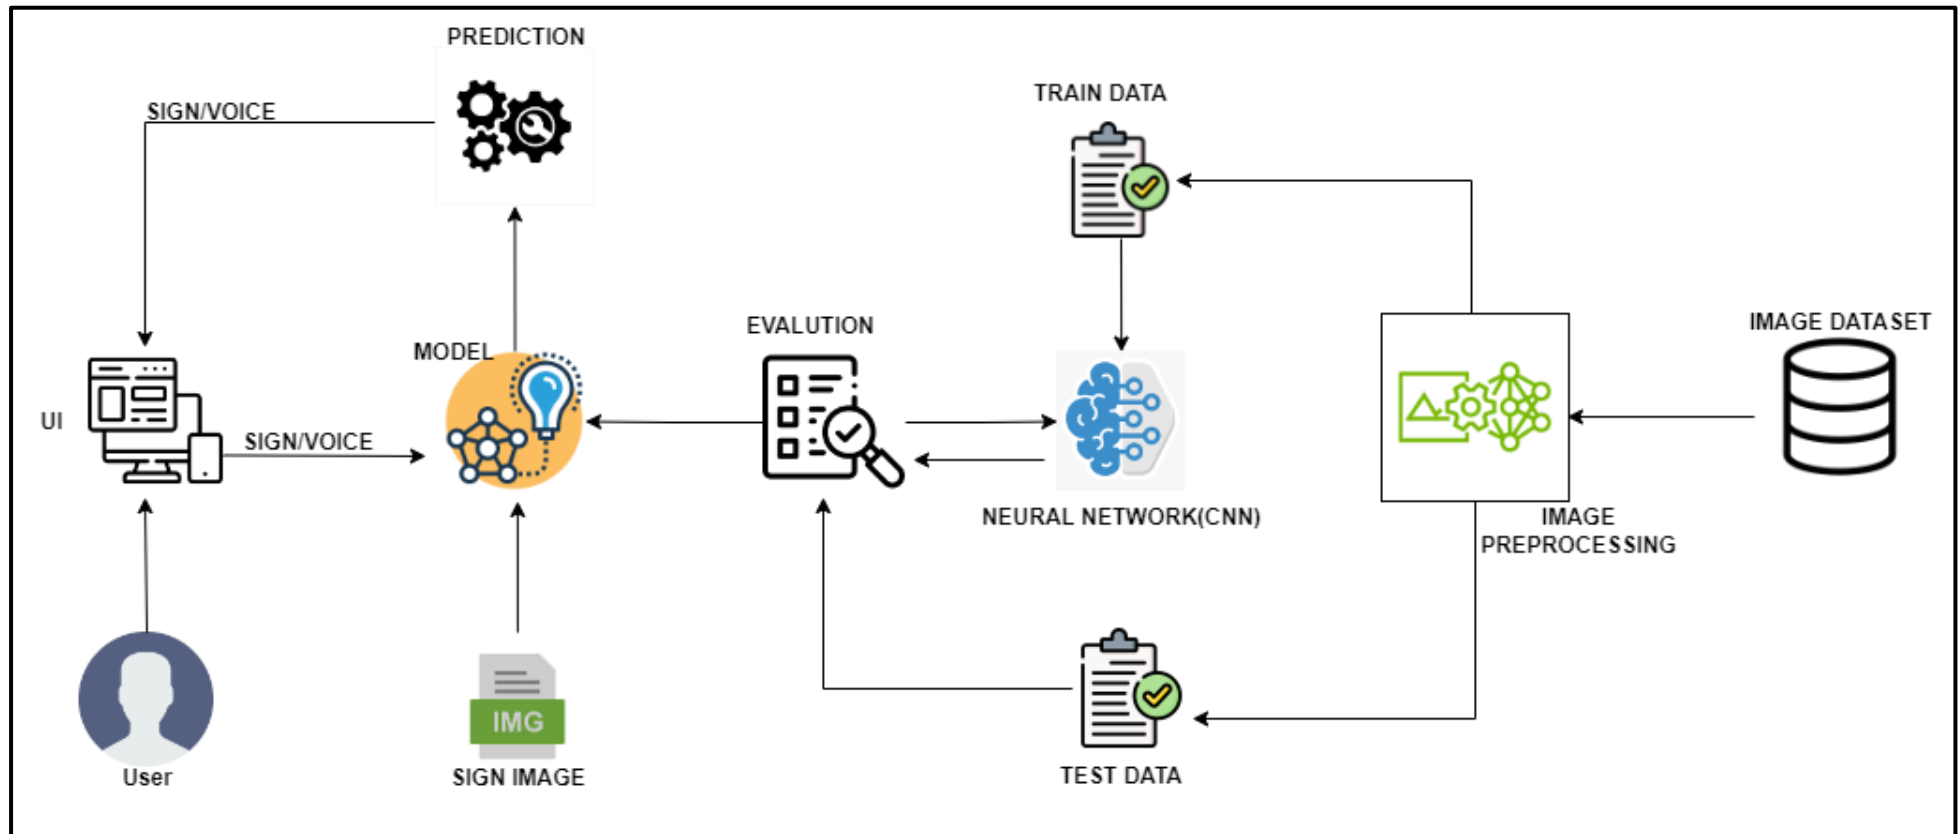 PREDICTION
SIGN/VOICE
TRAIN DATA
EVALUTION
IMAGE DATASET
MODEL
UI
SIGN/VOICE
NEURAL NETWORK(CNN)
IMAGE
PREPROCESSING
IMG
User
SIGN IMAGE
TEST DATA